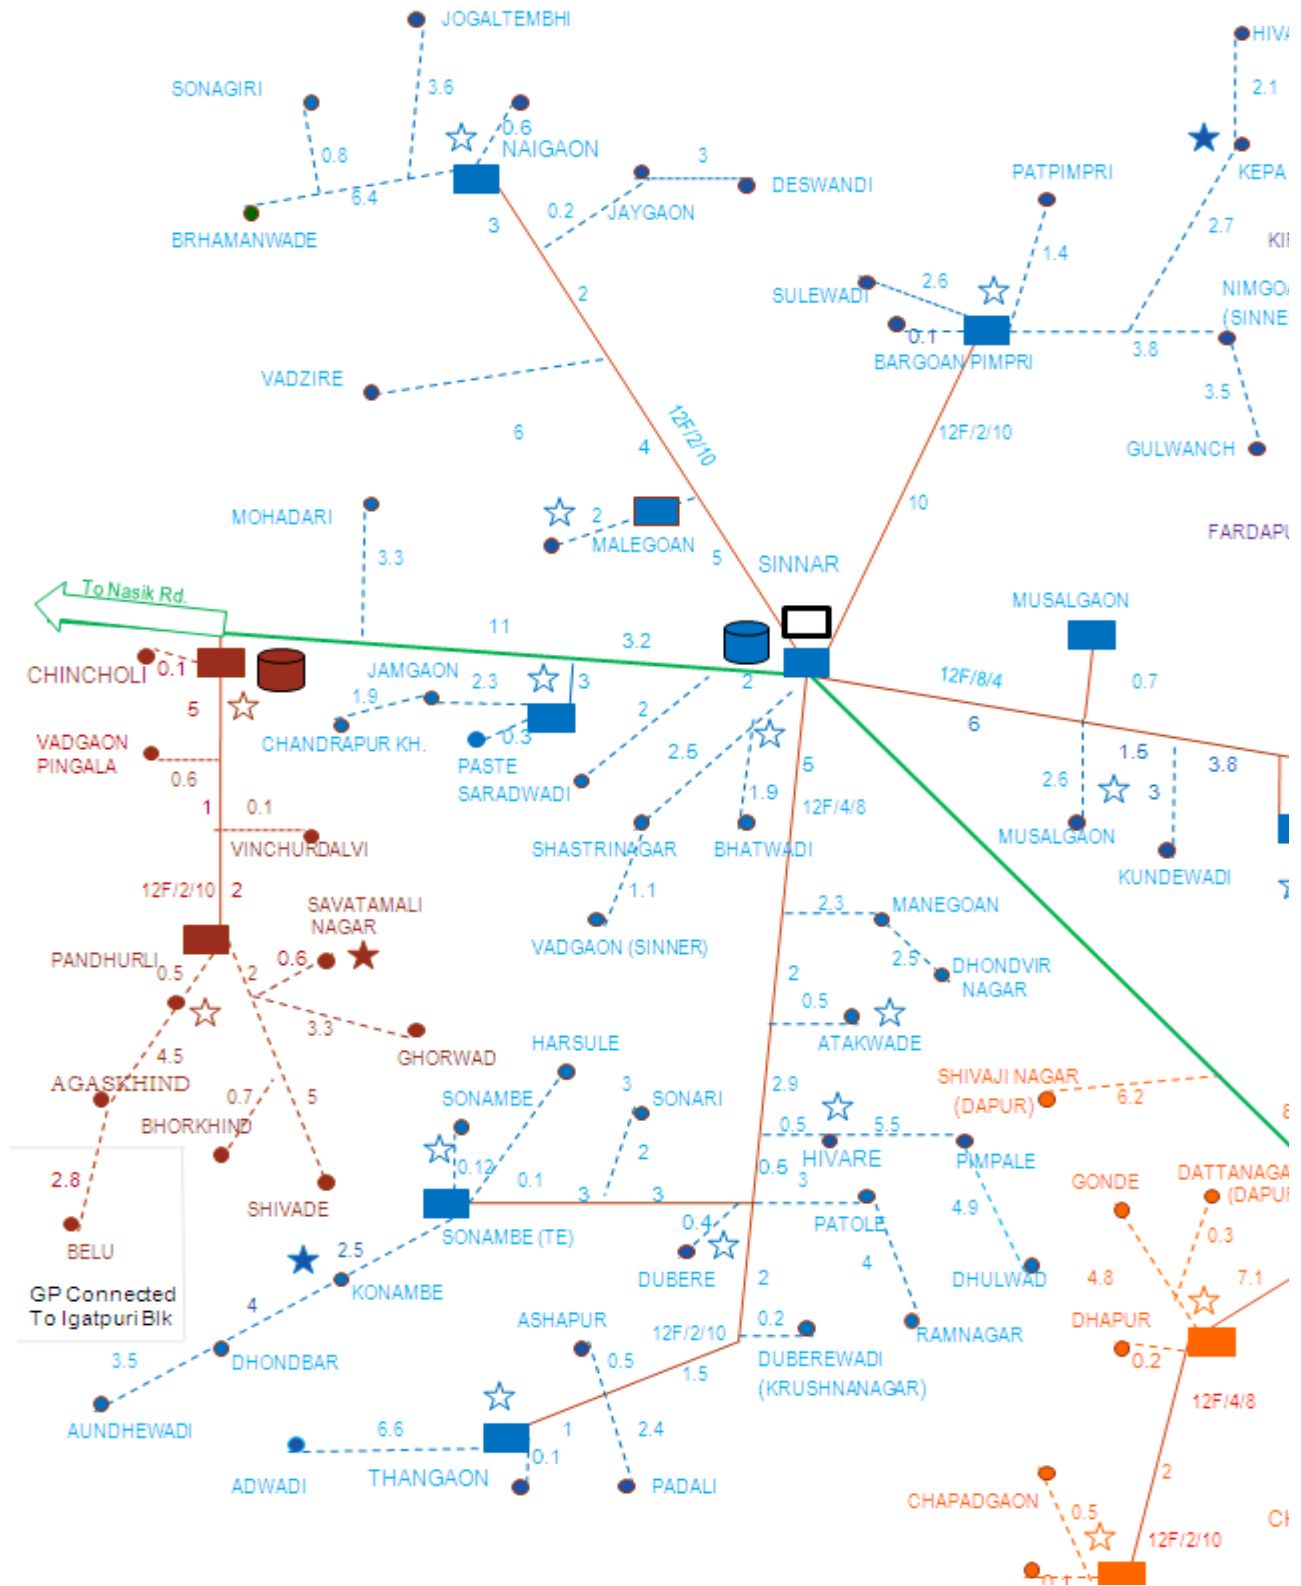 JOGALTEMBHI
HIVA
SONAGIRI
3.6
2.1
0.6
NAIGAON
0.8
3
PATPIMPRI
KEPA
6.4
DESWANDI
BRHAMANWADE
3
0.2
JAYGAON
2.7
KIF
1.4
2
SULEWADI
2.6
NIMGOA
(SINNE
0.1
3.8
BARGOAN PIMPRI
VADZIRE
3.5
6
4
12F/2/10
12F/2/10
GULWANCH
10
MOHADARI
2
FARDAPU
MALEGOAN
3.3
5
SINNAR
To Nasik Rd.
MUSALGAON
11
3.2
CHINCHOLI
0.1
JAMGAON
2.3
3
2
12F/8/4
0.7
5
1.9
2
6
VADGAON
PINGALA
CHANDRAPUR KH.
0.3
2.5
5
1.5
3.8
0.6
PASTE
SARADWADI
1.9
2.6
3
1
0.1
12F/4/8
VINCHURDALVI
SHASTRINAGAR
BHATWADI
MUSALGAON
KUNDEWADI
12F/2/10
2
1.1
SAVATAMALI
NAGAR
2.3
MANEGOAN
PANDHURLI
0.5
2
0.6
VADGAON (SINNER)
2.5
DHONDVIR
NAGAR
2
0.5
3.3
GHORWAD
HARSULE
ATAKWADE
4.5
AGASKHIND
0.7
5
SONAMBE
3
SONARI
2.9
SHIVAJI NAGAR
(DAPUR)
6.2
BHORKHIND
0.5
5.5
8
HIVARE
PIMPALE
2
0.12
0.1
0.6
2.8
3
3
3
GONDE
DATTANAGA
(DAPUR
SHIVADE
4.9
SONAMBE (TE)
0.4
PATOLE
BELU
2.5
0.3
KONAMBE
DUBERE
2
4
DHULWAD
4.8
7.1
GP Connected
To Igatpuri Blk
4
ASHAPUR
12F/2/10
0.2
RAMNAGAR
DHAPUR
3.5
DHONDBAR
0.5
1.5
DUBEREWADI
(KRUSHNANAGAR)
0.2
12F/4/8
AUNDHEWADI
6.6
1
2.4
0.1
ADWADI
THANGAON
PADALI
2
CHAPADGAON
0.5
CH
12F/2/10
0.1